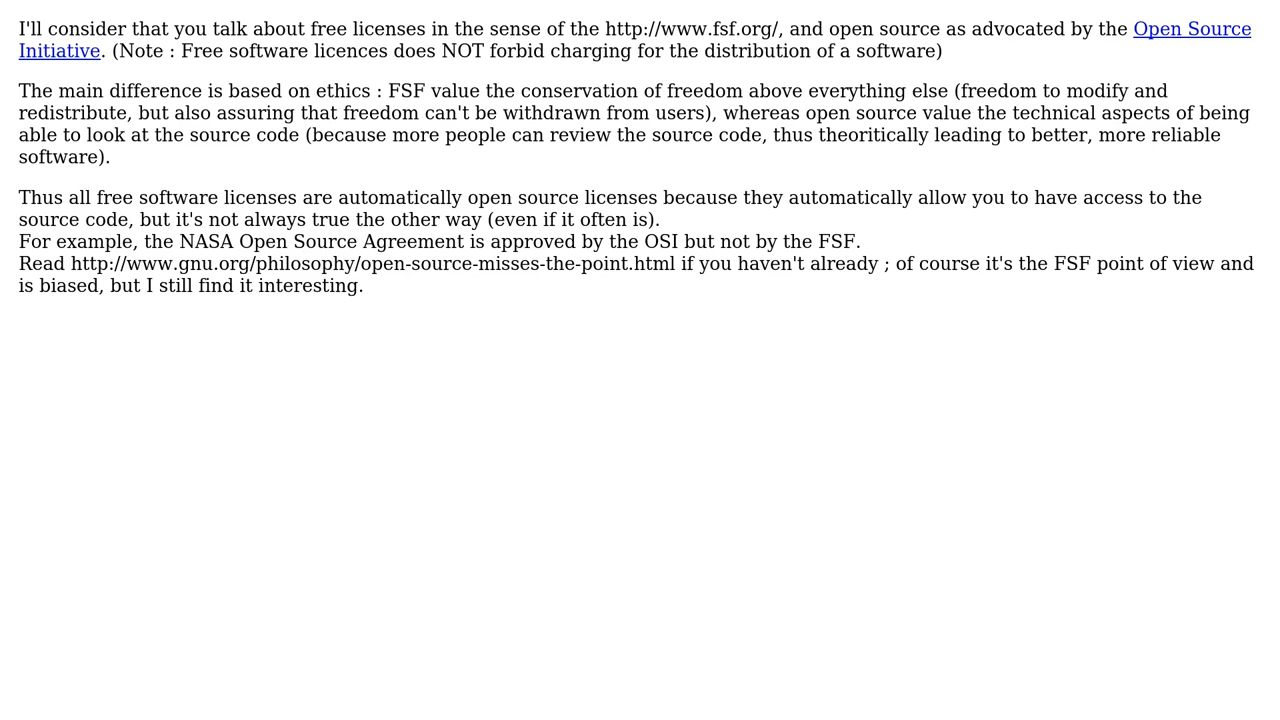 I'll consider that you talk about free licenses in the sense of the http://www.fsf.org/, and open source as advocated by the Open Source
Initiative. (Note : Free software licences does NOT forbid charging for the distribution of a software)
The main difference is based on ethics : FSF value the conservation of freedom above everything else (freedom to modify and
redistribute, but also assuring that freedom can't be withdrawn from users), whereas open source value the technical aspects of being
able to look at the source code (because more people can review the source code, thus theoritically leading to better, more reliable
software).
Thus all free software licenses are automatically open source licenses because they automatically allow you to have access to the
source code, but it's not always true the other way (even if it often is).
For example, the NASA Open Source Agreement is approved by the OSI but not by the FSF.
Read http://www.gnu.org/philosophy/open-source-misses-the-point.html if you haven't already ; of course it's the FSF point of view and
is biased, but I still find it interesting.